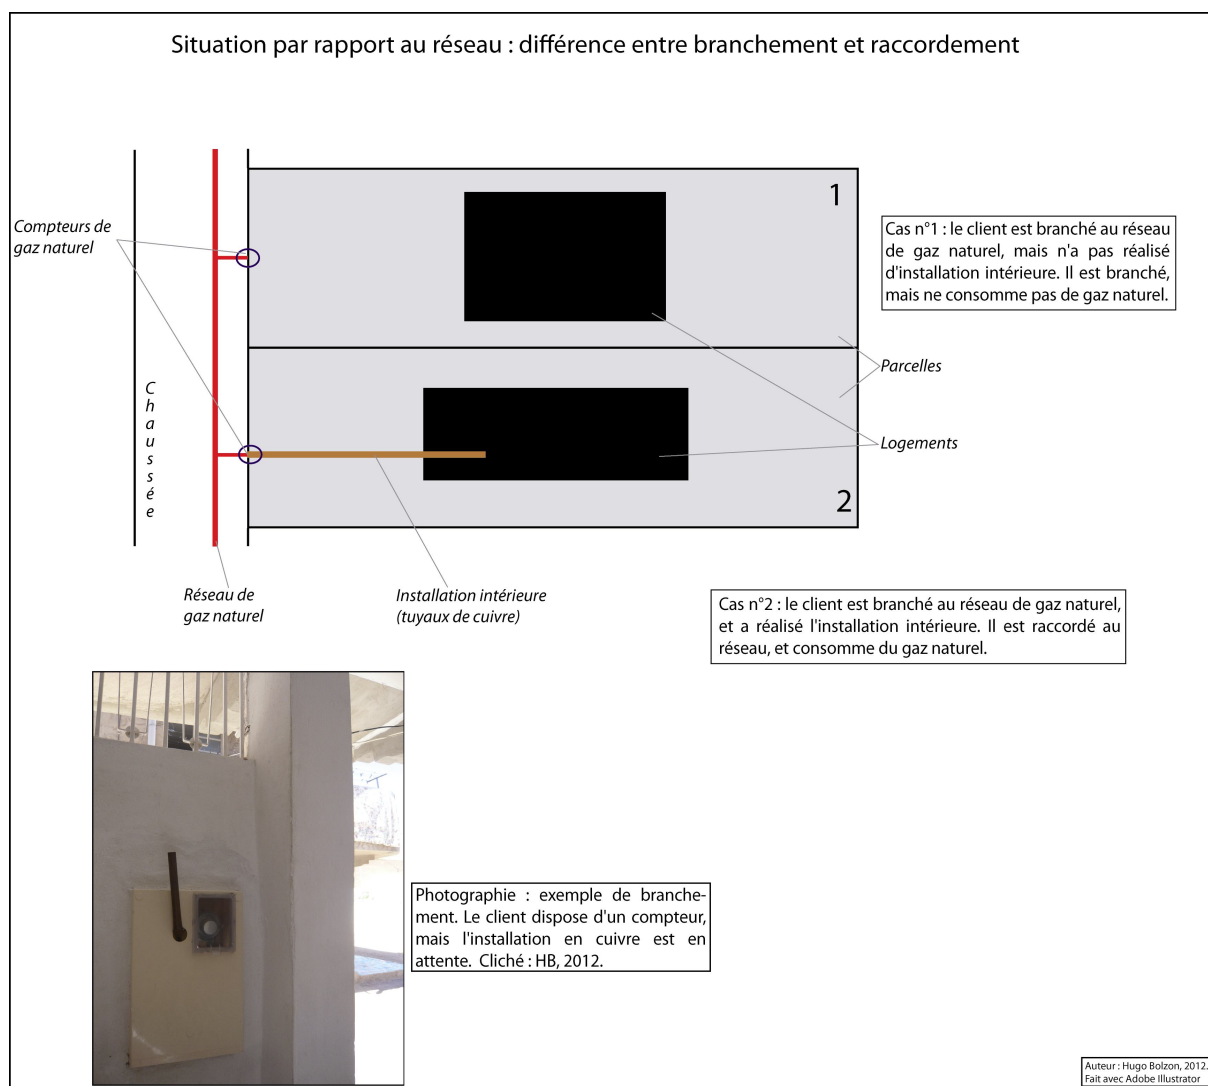 Situation par rapport au réseau : différence entre branchement et raccordement
Compteurs de
gaz naturel
1
Cas n°1 : le client est branché au réseau
de gaz naturel, mais n'a pas réalisé
d'installation intérieure. Il est branché,
mais ne consomme pas de gaz naturel.
Parcelles
Chaussée
Logements
2
Réseau de
gaz naturel
Installation intérieure
(tuyaux de cuivre)
Cas n°2 : le client est branché au réseau de gaz naturel,
et a réalisé l'installation intérieure. Il est raccordé au
réseau, et consomme du gaz naturel.
Photographie : exemple de branche-
ment. Le client dispose d'un compteur,
mais l'installation en cuivre est en
attente. Cliché : HB, 2012.
Auteur : Hugo Bolzon, 2012.
Fait avec Adobe Illustrator